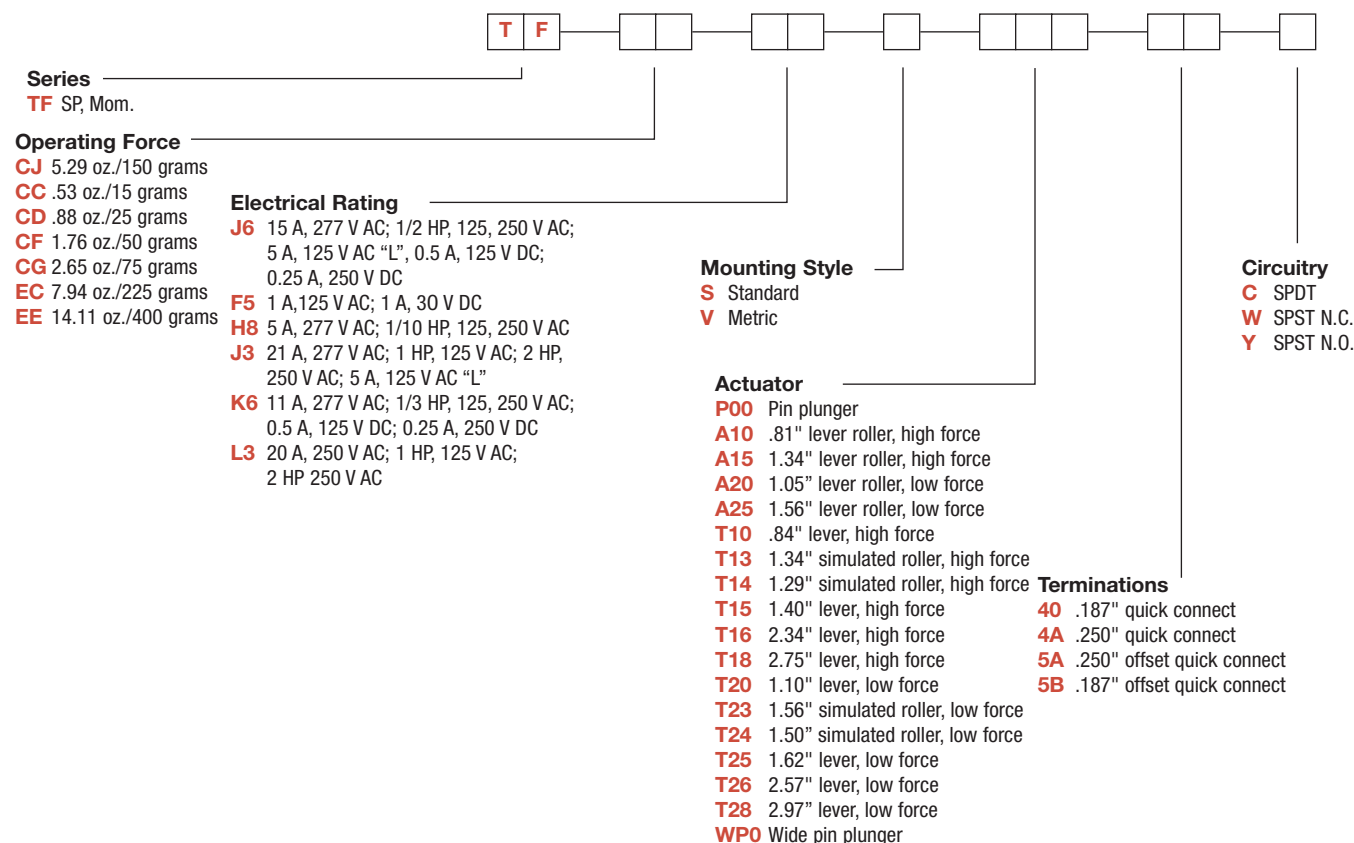 T F
Series
TF SP, Mom.
Operating Force
CJ 5.29 oz./150 grams
CC .53 oz./15 grams
CD .88 oz./25 grams
CF 1.76 oz./50 grams
CG 2.65 oz./75 grams
EC 7.94 oz./225 grams
EE 14.11 oz./400 grams
Electrical Rating
J6 15 A, 277 V AC; 1/2 HP, 125, 250 V AC;
5 A, 125 V AC “L”, 0.5 A, 125 V DC;
0.25 A, 250 V DC
F5 1 A,125 V AC; 1 A, 30 V DC
H8 5 A, 277 V AC; 1/10 HP, 125, 250 V AC
J3 21 A, 277 V AC; 1 HP, 125 V AC; 2 HP,
250 V AC; 5 A, 125 V AC “L”
K6 11 A, 277 V AC; 1/3 HP, 125, 250 V AC;
0.5 A, 125 V DC; 0.25 A, 250 V DC
L3 20 A, 250 V AC; 1 HP, 125 V AC;
2 HP 250 V AC
Mounting Style
S Standard
V Metric
Actuator
P00 Pin plunger
A10 .81" lever roller, high force
A15 1.34" lever roller, high force
A20 1.05” lever roller, low force
A25 1.56" lever roller, low force
T10 .84" lever, high force
T13 1.34" simulated roller, high force
T14 1.29" simulated roller, high force
T15 1.40" lever, high force
T16 2.34" lever, high force
T18 2.75" lever, high force
T20 1.10" lever, low force
T23 1.56" simulated roller, low force
T24 1.50” simulated roller, low force
T25 1.62" lever, low force
T26 2.57" lever, low force
T28 2.97” lever, low force
WP0 Wide pin plunger
Terminations
40 .187" quick connect
4A .250" quick connect
5A .250" offset quick connect
5B .187" offset quick connect
Circuitry
C SPDT
W SPST N.C.
Y SPST N.O.